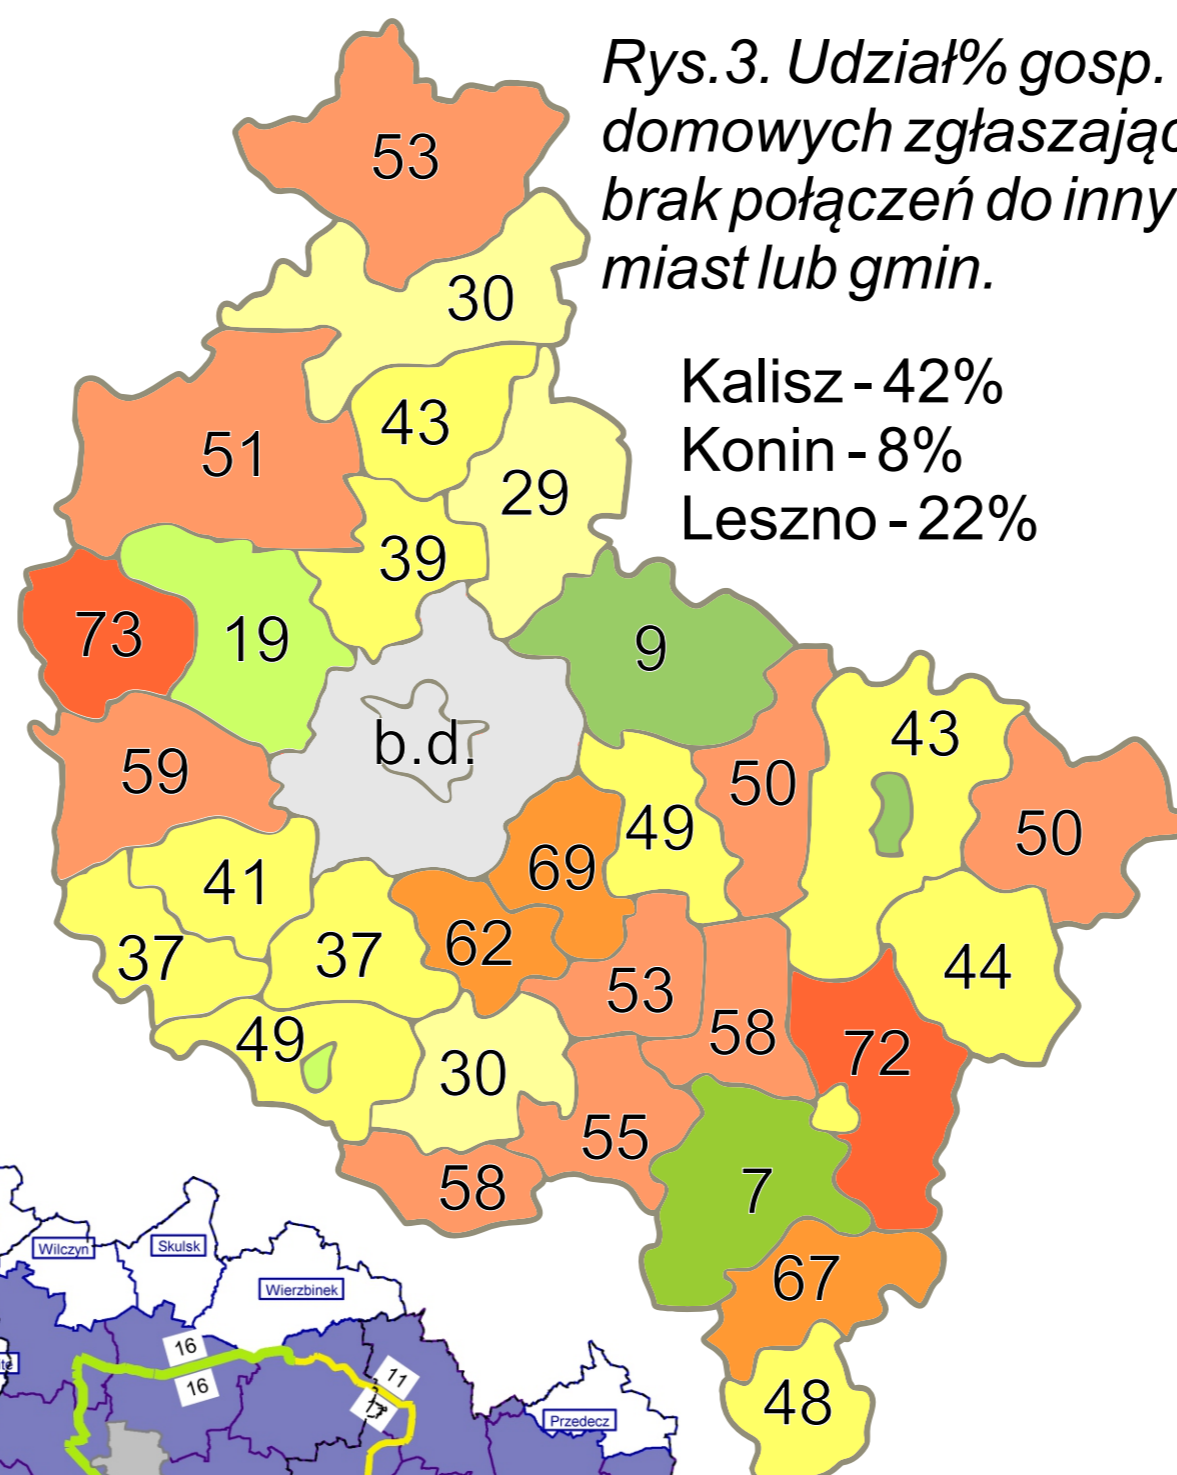 Rys.3. Udział% gosp.
domowych zgłaszając
brak połączeń do inny
miast lub gmin.
Kalisz - 42%
Konin - 8%
Leszno - 22%
53
30
43
51
29
39
73
19
9
43
b.d.
59
50
50
49
69
41
37
37
62
44
53
58
49
72
30
55
58
7
67
48
Wilczyn
Skulsk
Wierzbinek
16
16
11
Przedecz